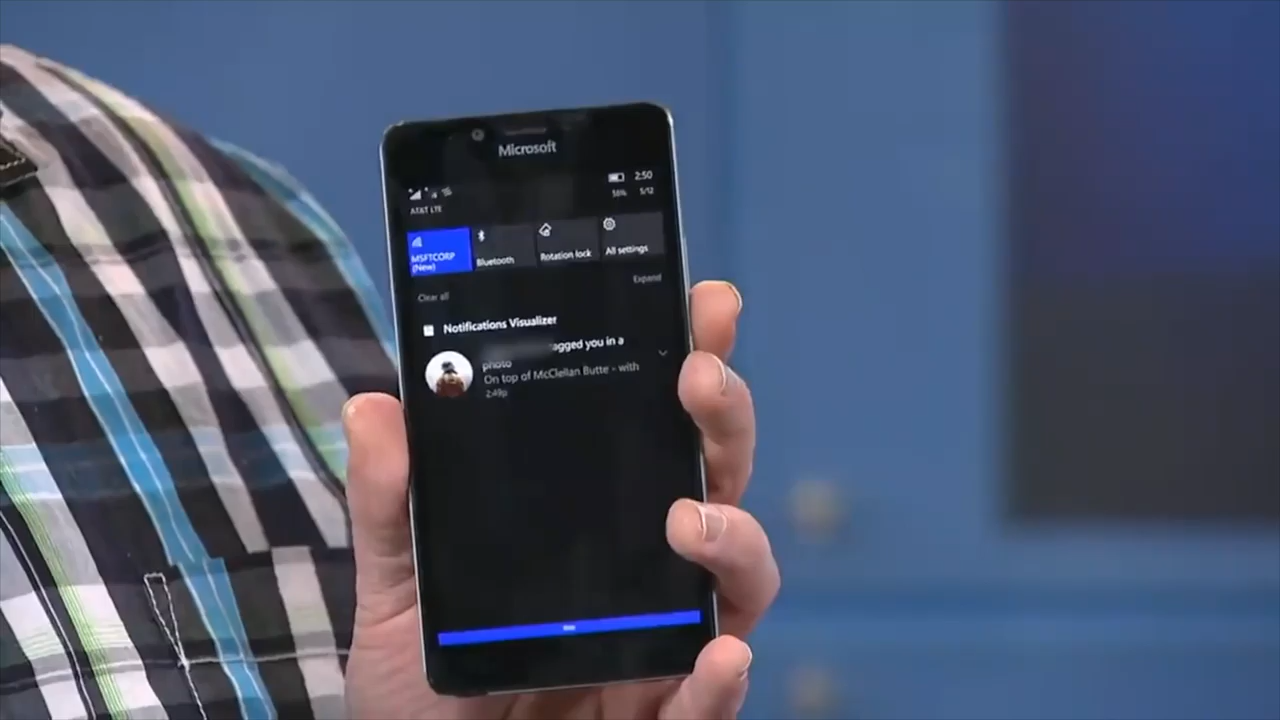 Microsoft
2:50
58% 5/12
AT&T LTE
MSFTCORP
(New)
Bluetooth
Rotation lock
All settings
Expand
Clear all
Notifications Visualizer
agged you in a
photo
On top of McClellan Butte - with
2:49p